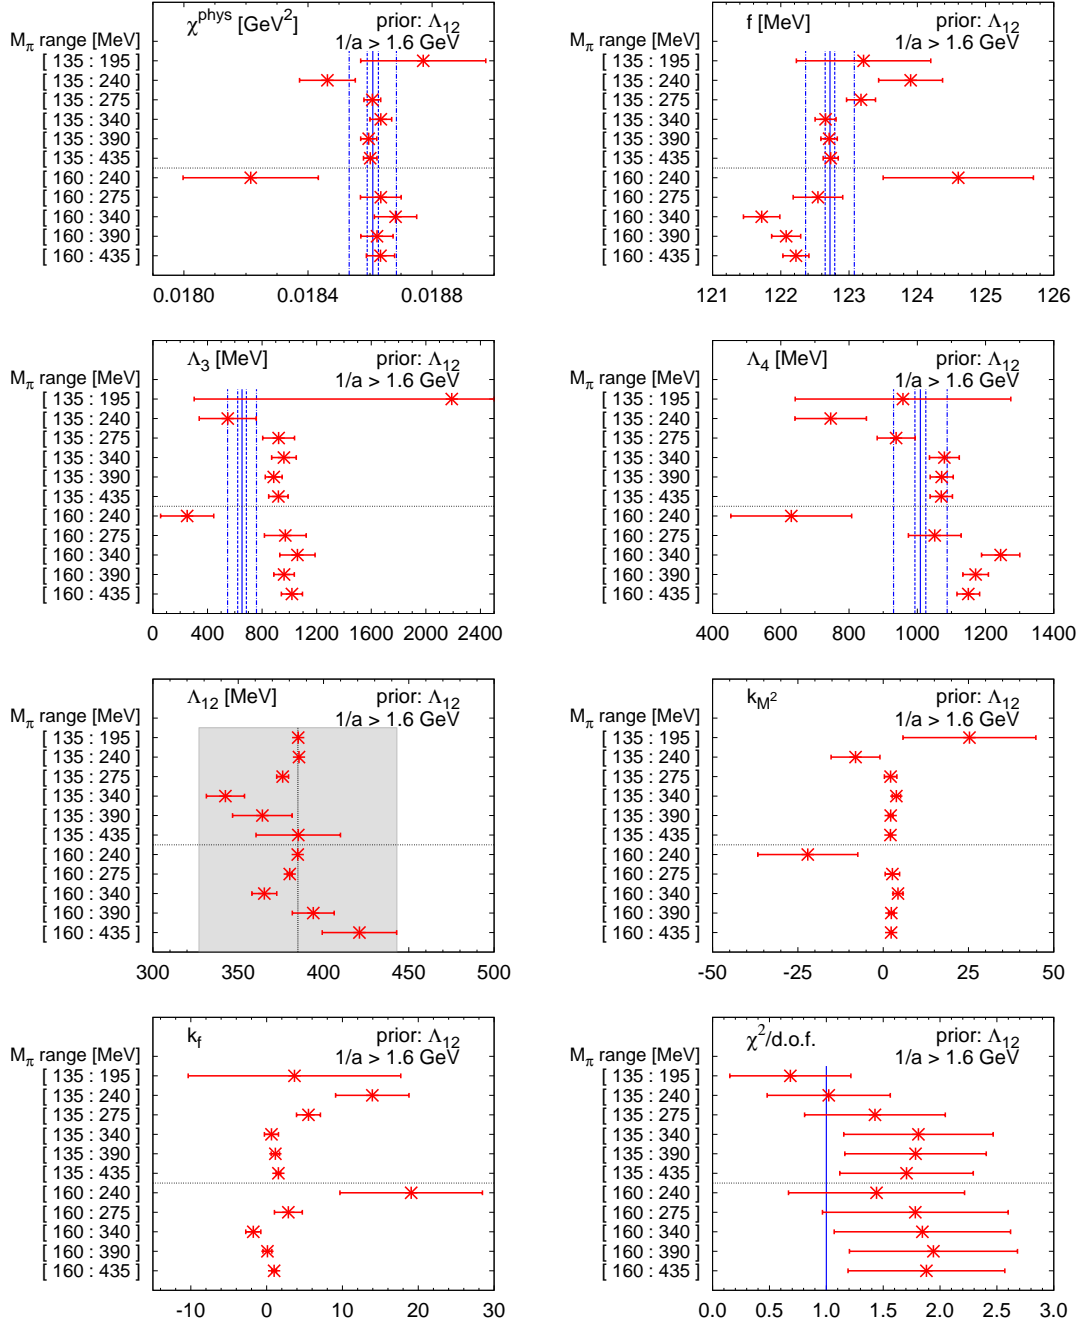 χ^phys [GeV²] prior: Λ₁₂
1/a > 1.6 GeV
M_π range [MeV]
[ 135 : 195 ]
[ 135 : 240 ]
[ 135 : 275 ]
[ 135 : 340 ]
[ 135 : 390 ]
[ 135 : 435 ]
[ 160 : 240 ]
[ 160 : 275 ]
[ 160 : 340 ]
[ 160 : 390 ]
[ 160 : 435 ]
0.0180 0.0184 0.0188
f [MeV] prior: Λ₁₂
1/a > 1.6 GeV
M_π range [MeV]
[ 135 : 195 ]
[ 135 : 240 ]
[ 135 : 275 ]
[ 135 : 340 ]
[ 135 : 390 ]
[ 135 : 435 ]
[ 160 : 240 ]
[ 160 : 275 ]
[ 160 : 340 ]
[ 160 : 390 ]
[ 160 : 435 ]
121 122 123 124 125 126
Λ₃ [MeV] prior: Λ₁₂
1/a > 1.6 GeV
M_π range [MeV]
[ 135 : 195 ]
[ 135 : 240 ]
[ 135 : 275 ]
[ 135 : 340 ]
[ 135 : 390 ]
[ 135 : 435 ]
[ 160 : 240 ]
[ 160 : 275 ]
[ 160 : 340 ]
[ 160 : 390 ]
[ 160 : 435 ]
0 400 800 1200 1600 2000 2400
Λ₄ [MeV] prior: Λ₁₂
1/a > 1.6 GeV
M_π range [MeV]
[ 135 : 195 ]
[ 135 : 240 ]
[ 135 : 275 ]
[ 135 : 340 ]
[ 135 : 390 ]
[ 135 : 435 ]
[ 160 : 240 ]
[ 160 : 275 ]
[ 160 : 340 ]
[ 160 : 390 ]
[ 160 : 435 ]
400 600 800 1000 1200 1400
Λ₁₂ [MeV] prior: Λ₁₂
1/a > 1.6 GeV
M_π range [MeV]
[ 135 : 195 ]
[ 135 : 240 ]
[ 135 : 275 ]
[ 135 : 340 ]
[ 135 : 390 ]
[ 135 : 435 ]
[ 160 : 240 ]
[ 160 : 275 ]
[ 160 : 340 ]
[ 160 : 390 ]
[ 160 : 435 ]
300 350 400 450 500
k_M² prior: Λ₁₂
1/a > 1.6 GeV
M_π range [MeV]
[ 135 : 195 ]
[ 135 : 240 ]
[ 135 : 275 ]
[ 135 : 340 ]
[ 135 : 390 ]
[ 135 : 435 ]
[ 160 : 240 ]
[ 160 : 275 ]
[ 160 : 340 ]
[ 160 : 390 ]
[ 160 : 435 ]
-50 -25 0 25 50
k_f prior: Λ₁₂
1/a > 1.6 GeV
M_π range [MeV]
[ 135 : 195 ]
[ 135 : 240 ]
[ 135 : 275 ]
[ 135 : 340 ]
[ 135 : 390 ]
[ 135 : 435 ]
[ 160 : 240 ]
[ 160 : 275 ]
[ 160 : 340 ]
[ 160 : 390 ]
[ 160 : 435 ]
-10 0 10 20 30
χ²/d.o.f. prior: Λ₁₂
1/a > 1.6 GeV
M_π range [MeV]
[ 135 : 195 ]
[ 135 : 240 ]
[ 135 : 275 ]
[ 135 : 340 ]
[ 135 : 390 ]
[ 135 : 435 ]
[ 160 : 240 ]
[ 160 : 275 ]
[ 160 : 340 ]
[ 160 : 390 ]
[ 160 : 435 ]
0.0 0.5 1.0 1.5 2.0 2.5 3.0